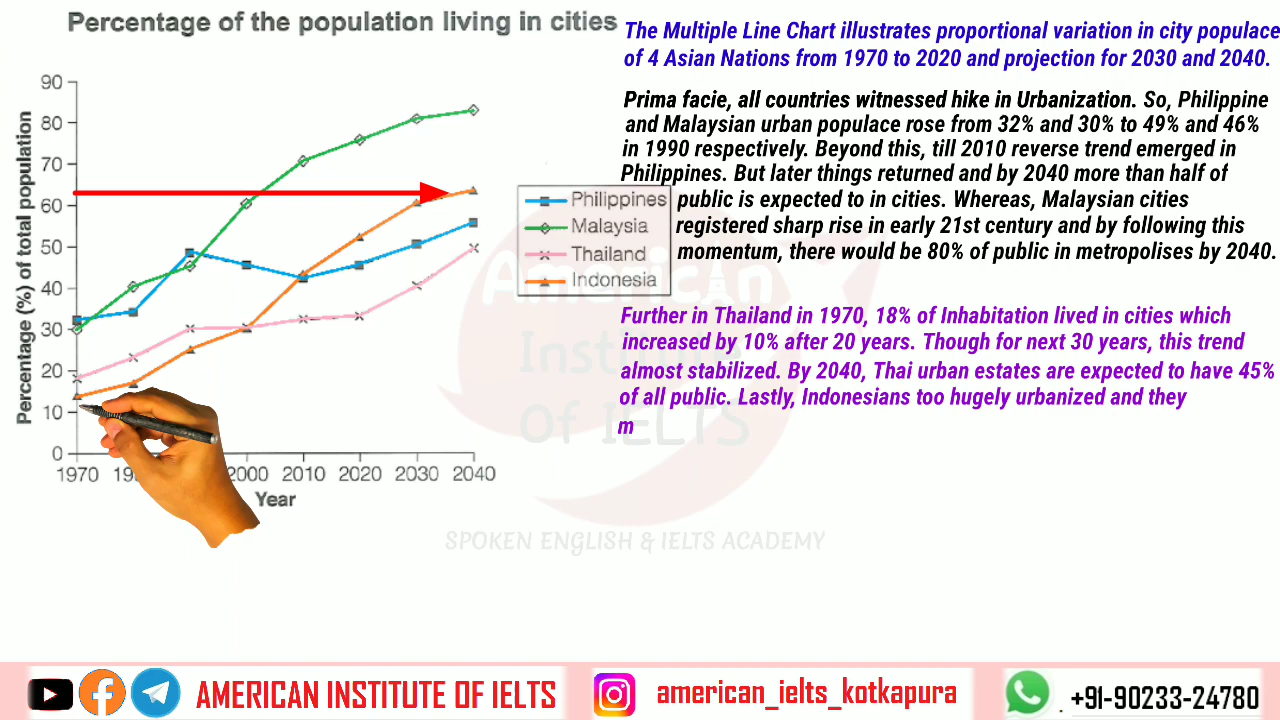 Percentage of the population living in cities
Percentage (%) of total population
90
80
70
60
50
40
30
20
10
0
1970
2000
2010
2020
2030
2040
Year
Philippines
Malaysia
Thailand
Indonesia
The Multiple Line Chart illustrates proportional variation in city populace
of 4 Asian Nations from 1970 to 2020 and projection for 2030 and 2040.
Prima facie, all countries witnessed hike in Urbanization. So, Philippine
and Malaysian urban populace rose from 32% and 30% to 49% and 46%
in 1990 respectively. Beyond this, till 2010 reverse trend emerged in
Philippines. But later things returned and by 2040 more than half of
public is expected to in cities. Whereas, Malaysian cities
registered sharp rise in early 21st century and by following this
momentum, there would be 80% of public in metropolises by 2040.
Further in Thailand in 1970, 18% of Inhabitation lived in cities which
increased by 10% after 20 years. Though for next 30 years, this trend
almost stabilized. By 2040, Thai urban estates are expected to have 45%
of all public. Lastly, Indonesians too hugely urbanized and they
m
American
Institute
Of IELTS
SPOKEN ENGLISH & IELTS ACADEMY
AMERICAN INSTITUTE OF IELTS
american_ielts_kotkapura
+91-90233-24780